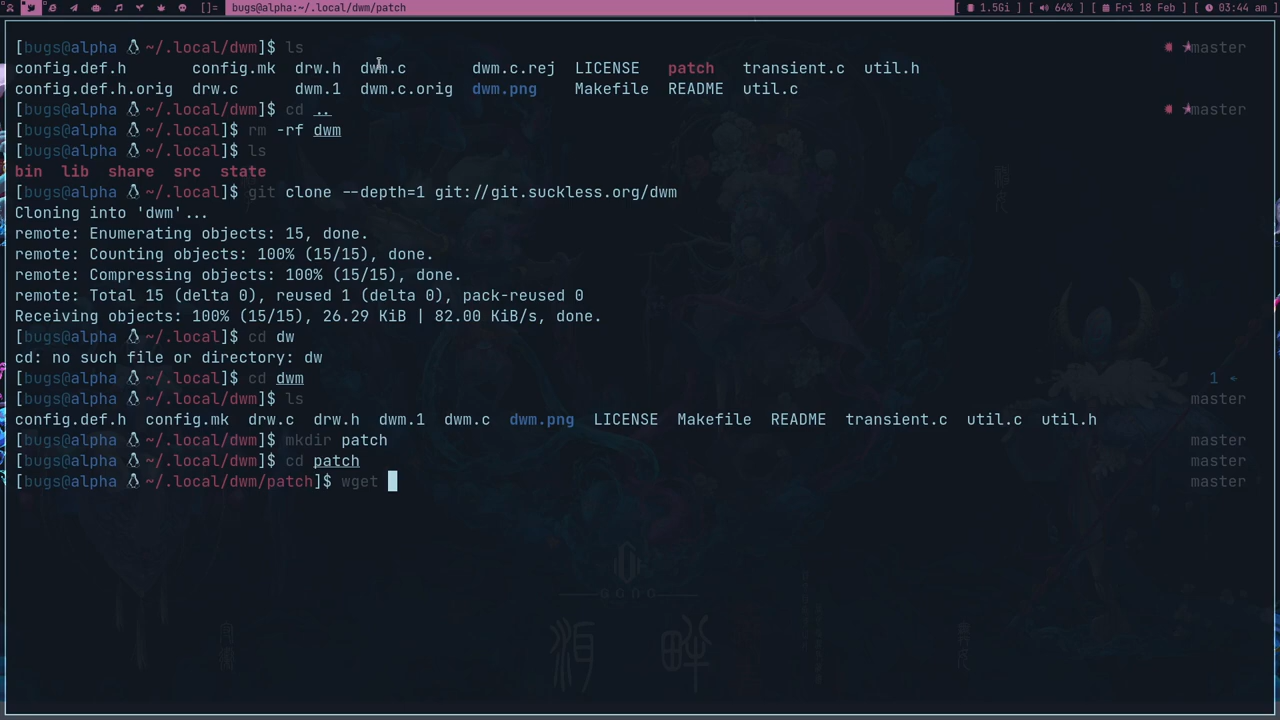 []= bugs@alpha:~/.local/dwm/patch [ 1.5Gi ] [ 64% ] [ Fri 18 Feb ] [ 03:44 am ]
[bugs@alpha ~/.local/dwm]$ ls master
config.def.h config.mk drw.h dwm.c dwm.c.rej LICENSE patch transient.c util.h
config.def.h.orig drw.c dwm.1 dwm.c.orig dwm.png Makefile README util.c
[bugs@alpha ~/.local/dwm]$ cd .. master
[bugs@alpha ~/.local]$ rm -rf dwm
[bugs@alpha ~/.local]$ ls
bin lib share src state
[bugs@alpha ~/.local]$ git clone --depth=1 git://git.suckless.org/dwm
Cloning into 'dwm'...
remote: Enumerating objects: 15, done.
remote: Counting objects: 100% (15/15), done.
remote: Compressing objects: 100% (15/15), done.
remote: Total 15 (delta 0), reused 1 (delta 0), pack-reused 0
Receiving objects: 100% (15/15), 26.29 KiB | 82.00 KiB/s, done.
[bugs@alpha ~/.local]$ cd dw
cd: no such file or directory: dw
[bugs@alpha ~/.local]$ cd dwm 1
[bugs@alpha ~/.local/dwm]$ ls master
config.def.h config.mk drw.c drw.h dwm.1 dwm.c dwm.png LICENSE Makefile README transient.c util.c util.h
[bugs@alpha ~/.local/dwm]$ mkdir patch master
[bugs@alpha ~/.local/dwm]$ cd patch master
[bugs@alpha ~/.local/dwm/patch]$ wget master